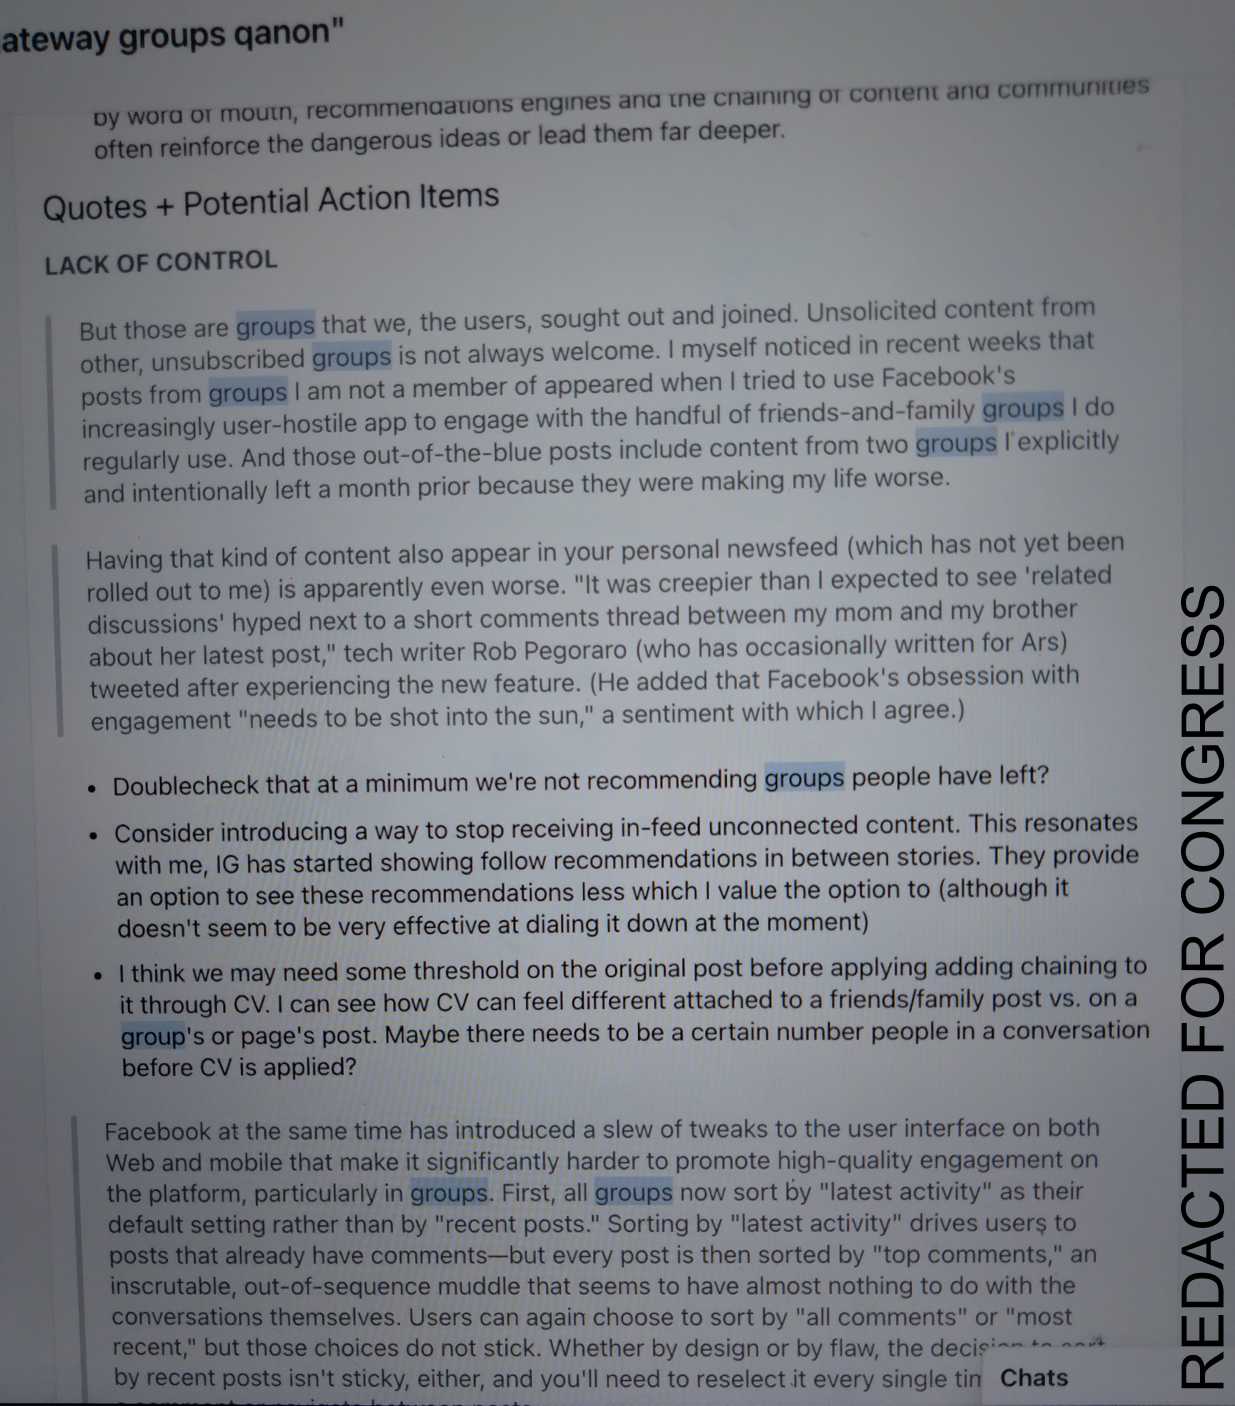 ateway groups qanon"
by word of mouth, recommendations engines and the chaining of content and communities
often reinforce the dangerous ideas or lead them far deeper.
Quotes + Potential Action Items
LACK OF CONTROL
But those are groups that we, the users, sought out and joined. Unsolicited content from
other, unsubscribed groups is not always welcome. I myself noticed in recent weeks that
posts from groups I am not a member of appeared when I tried to use Facebook's
increasingly user-hostile app to engage with the handful of friends-and-family groups I do
regularly use. And those out-of-the-blue posts include content from two groups I explicitly
and intentionally left a month prior because they were making my life worse.
Having that kind of content also appear in your personal newsfeed (which has not yet been
rolled out to me) is apparently even worse. "It was creepier than I expected to see 'related
discussions' hyped next to a short comments thread between my mom and my brother
about her latest post," tech writer Rob Pegoraro (who has occasionally written for Ars)
tweeted after experiencing the new feature. (He added that Facebook's obsession with
engagement "needs to be shot into the sun," a sentiment with which I agree.)
• Doublecheck that at a minimum we're not recommending groups people have left?
• Consider introducing a way to stop receiving in-feed unconnected content. This resonates
with me, IG has started showing follow recommendations in between stories. They provide
an option to see these recommendations less which I value the option to (although it
doesn't seem to be very effective at dialing it down at the moment)
• I think we may need some threshold on the original post before applying adding chaining to
it through CV. I can see how CV can feel different attached to a friends/family post vs. on a
group's or page's post. Maybe there needs to be a certain number people in a conversation
before CV is applied?
Facebook at the same time has introduced a slew of tweaks to the user interface on both
Web and mobile that make it significantly harder to promote high-quality engagement on
the platform, particularly in groups. First, all groups now sort by "latest activity" as their
default setting rather than by "recent posts." Sorting by "latest activity" drives users to
posts that already have comments—but every post is then sorted by "top comments," an
inscrutable, out-of-sequence muddle that seems to have almost nothing to do with the
conversations themselves. Users can again choose to sort by "all comments" or "most
recent," but those choices do not stick. Whether by design or by flaw, the decision to sort
by recent posts isn't sticky, either, and you'll need to reselect it every single tim
Chats
REDACTED FOR CONGRESS